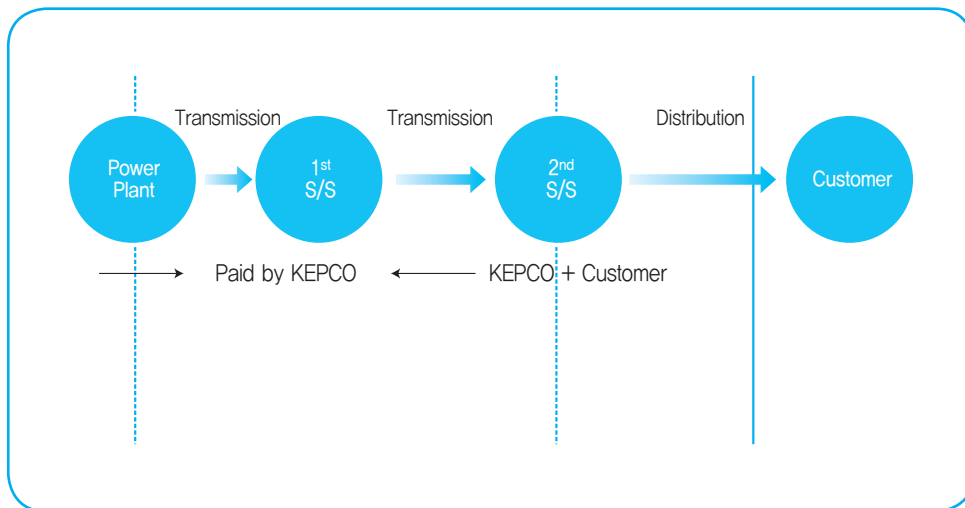 Transmission
Transmission
Distribution
Power
Plant
1st
S/S
2nd
S/S
Customer
Paid by KEPCO
KEPCO + Customer